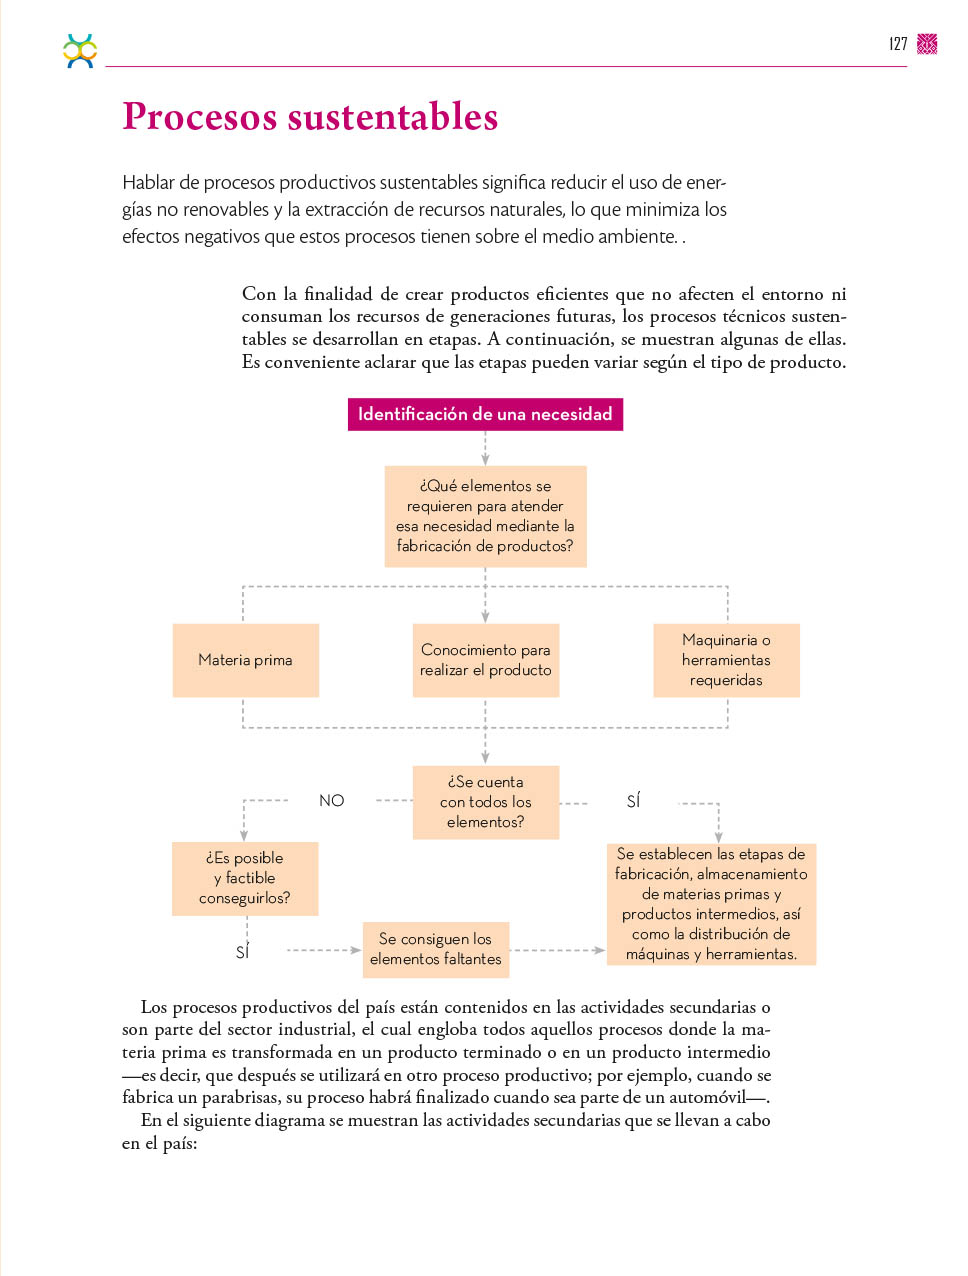 127
Procesos sustentables
Hablar de procesos productivos sustentables significa reducir el uso de ener-
gías no renovables y la extracción de recursos naturales, lo que minimiza los
efectos negativos que estos procesos tienen sobre el medio ambiente. .
Con la finalidad de crear productos eficientes que no afecten el entorno ni
consuman los recursos de generaciones futuras, los procesos técnicos susten-
tables se desarrollan en etapas. A continuación, se muestran algunas de ellas.
Es conveniente aclarar que las etapas pueden variar según el tipo de producto.
Identificación de una necesidad
¿Qué elementos se
requieren para atender
esa necesidad mediante la
fabricación de productos?
Materia prima
Conocimiento para
realizar el producto
Maquinaria o
herramientas
requeridas
¿Se cuenta
con todos los
elementos?
NO
SÍ
¿Es posible
y factible
conseguirlos?
Se establecen las etapas de
fabricación, almacenamiento
de materias primas y
productos intermedios, así
como la distribución de
máquinas y herramientas.
SÍ
Se consiguen los
elementos faltantes
Los procesos productivos del país están contenidos en las actividades secundarias o
son parte del sector industrial, el cual engloba todos aquellos procesos donde la ma-
teria prima es transformada en un producto terminado o en un producto intermedio
—es decir, que después se utilizará en otro proceso productivo; por ejemplo, cuando se
fabrica un parabrisas, su proceso habrá finalizado cuando sea parte de un automóvil—.
En el siguiente diagrama se muestran las actividades secundarias que se llevan a cabo
en el país: